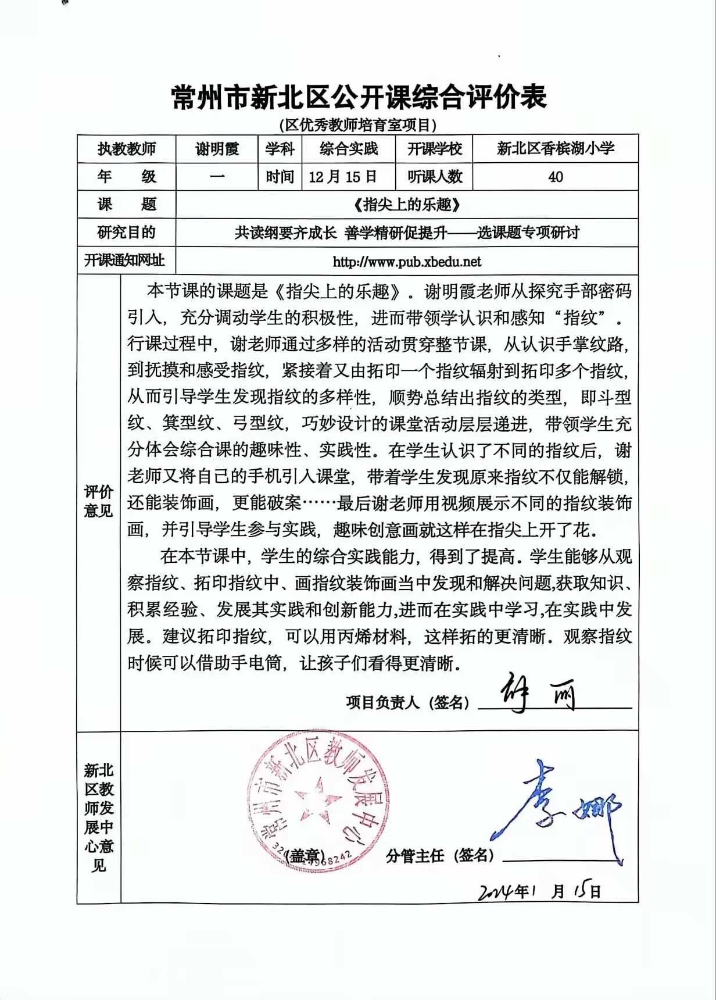 常州市新北区公开课综合评价表
（区优秀教师培育室项目）
执教教师 谢明霞 学科 综合实践 开课学校 新北区香槟湖小学
年 级 一 时间 12月15日 听课人数 40
课 题 《指尖上的乐趣》
研究目的 共读纲要齐成长 善学精研促提升——选课题专项研讨
开课通知网址 http://www.pub.xbedu.net
评价
意见
本节课的课题是《指尖上的乐趣》。谢明霞老师从探究手部密码
引入，充分调动学生的积极性，进而带领学认识和感知“指纹”。
行课过程中，谢老师通过多样的活动贯穿整节课，从认识手掌纹路，
到抚摸和感受指纹，紧接着又由拓印一个指纹辐射到拓印多个指纹，
从而引导学生发现指纹的多样性，顺势总结出指纹的类型，即斗型
纹、箕型纹、弓型纹，巧妙设计的课堂活动层层递进，带领学生充
分体会综合课的趣味性、实践性。在学生认识了不同的指纹后，谢
老师又将自己的手机引入课堂，带着学生发现原来指纹不仅能解锁，
还能装饰画，更能破案……最后谢老师用视频展示不同的指纹装饰
画，并引导学生参与实践，趣味创意画就这样在指尖上开了花。
在本节课中，学生的综合实践能力，得到了提高。学生能够从观
察指纹、拓印指纹中、画指纹装饰画当中发现和解决问题,获取知识、
积累经验、发展其实践和创新能力,进而在实践中学习,在实践中发
展。建议拓印指纹，可以用丙烯材料，这样拓的更清晰。观察指纹
时候可以借助手电筒，让孩子们看得更清晰。
项目负责人（签名） 丽
新北
区教
师发
展中
心意
见
常州市新北区教师发展中心
（盖章）
分管主任（签名） 李娜
2024年1月15日